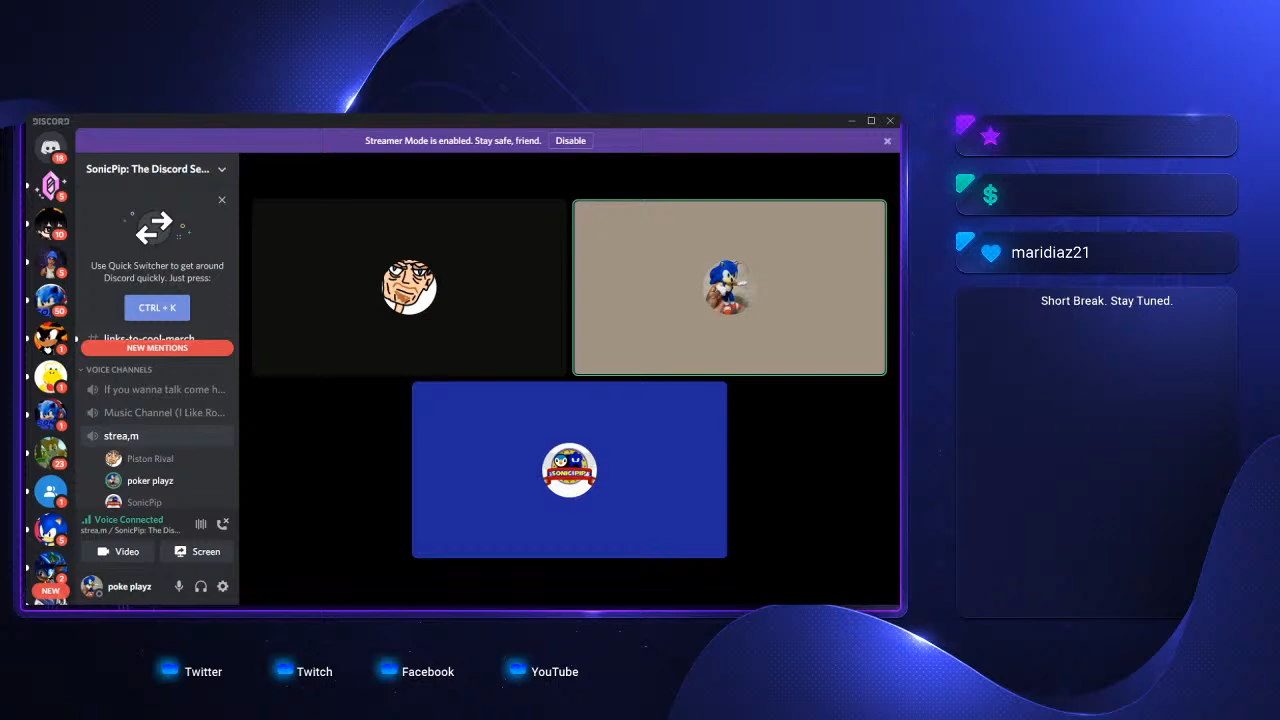 DISCORD
Streamer Mode is enabled. Stay safe, friend.
Disable
SonicPip: The Discord Se...
Use Quick Switcher to get around
Discord quickly. Just press:
CTRL + K
links-to-cool-merch
NEW MENTIONS
VOICE CHANNELS
If you wanna talk come h...
Music Channel (I Like Ro...
strea,m
Piston Rival
poker playz
SonicPip
Voice Connected
strea,m / SonicPip: The Dis...
Video
Screen
poke playz
18
5
10
5
50
1
1
1
23
1
5
2
NEW
SONICPIP
$
maridiaz21
Short Break. Stay Tuned.
Twitter
Twitch
Facebook
YouTube